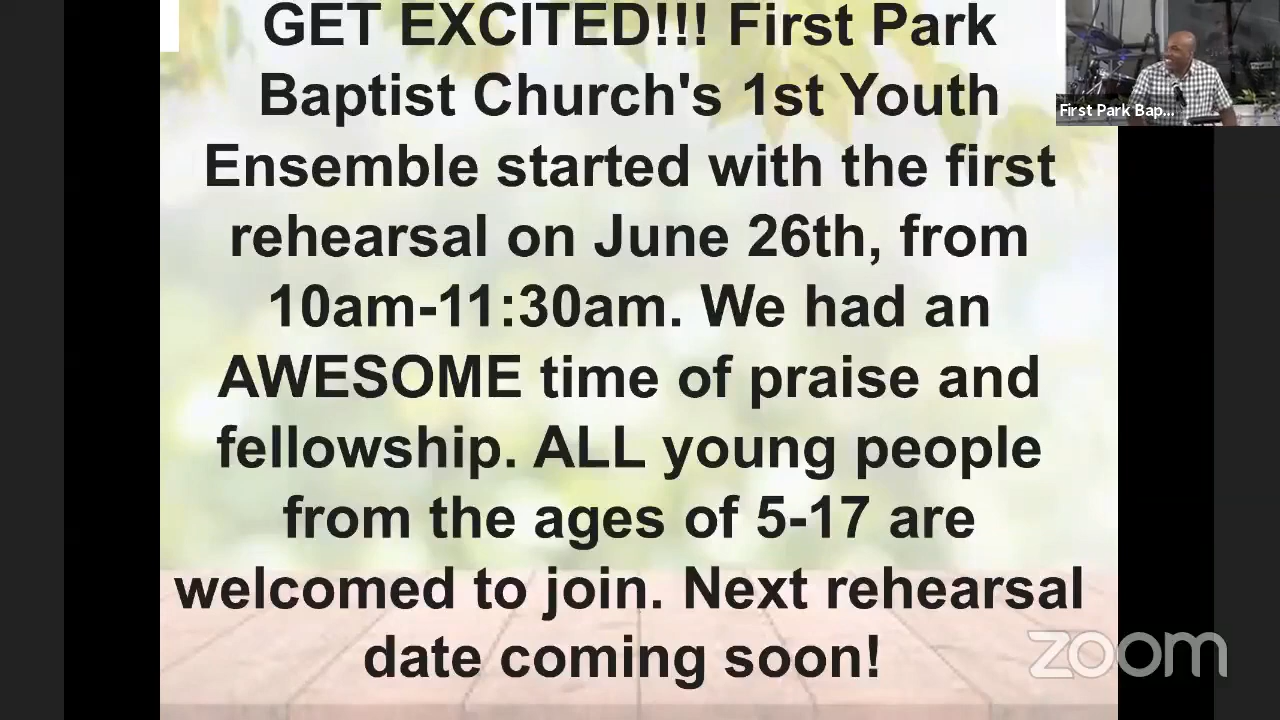 GET EXCITED!!! First Park
Baptist Church's 1st Youth
Ensemble started with the first
rehearsal on June 26th, from
10am-11:30am. We had an
AWESOME time of praise and
fellowship. ALL young people
from the ages of 5-17 are
welcomed to join. Next rehearsal
date coming soon!
First Park Bap...
zoom